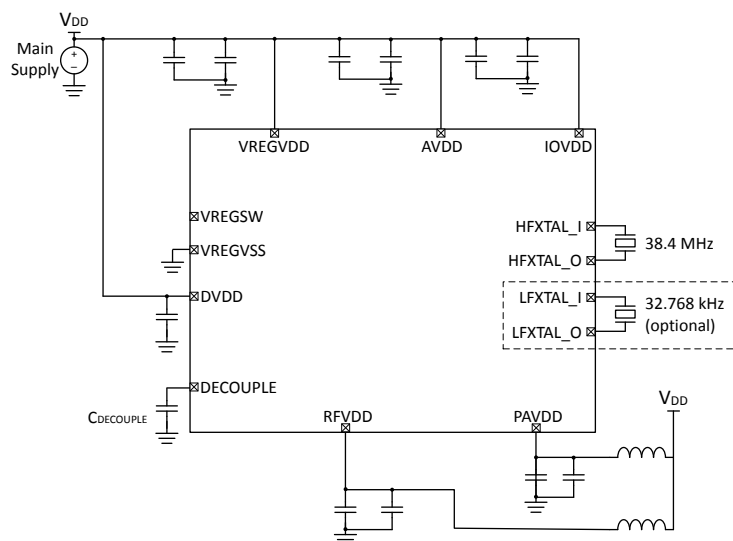 VDD
Main
Supply
+
–
VREGVDD
AVDD
IOVDD
VREGSW
HFXTAL_I
38.4 MHz
VREGVSS
HFXTAL_O
DVDD
LFXTAL_I
32.768 kHz
(optional)
LFXTAL_O
DECOUPLE
CDECOUPLE
RFVDD
PAVDD
VDD